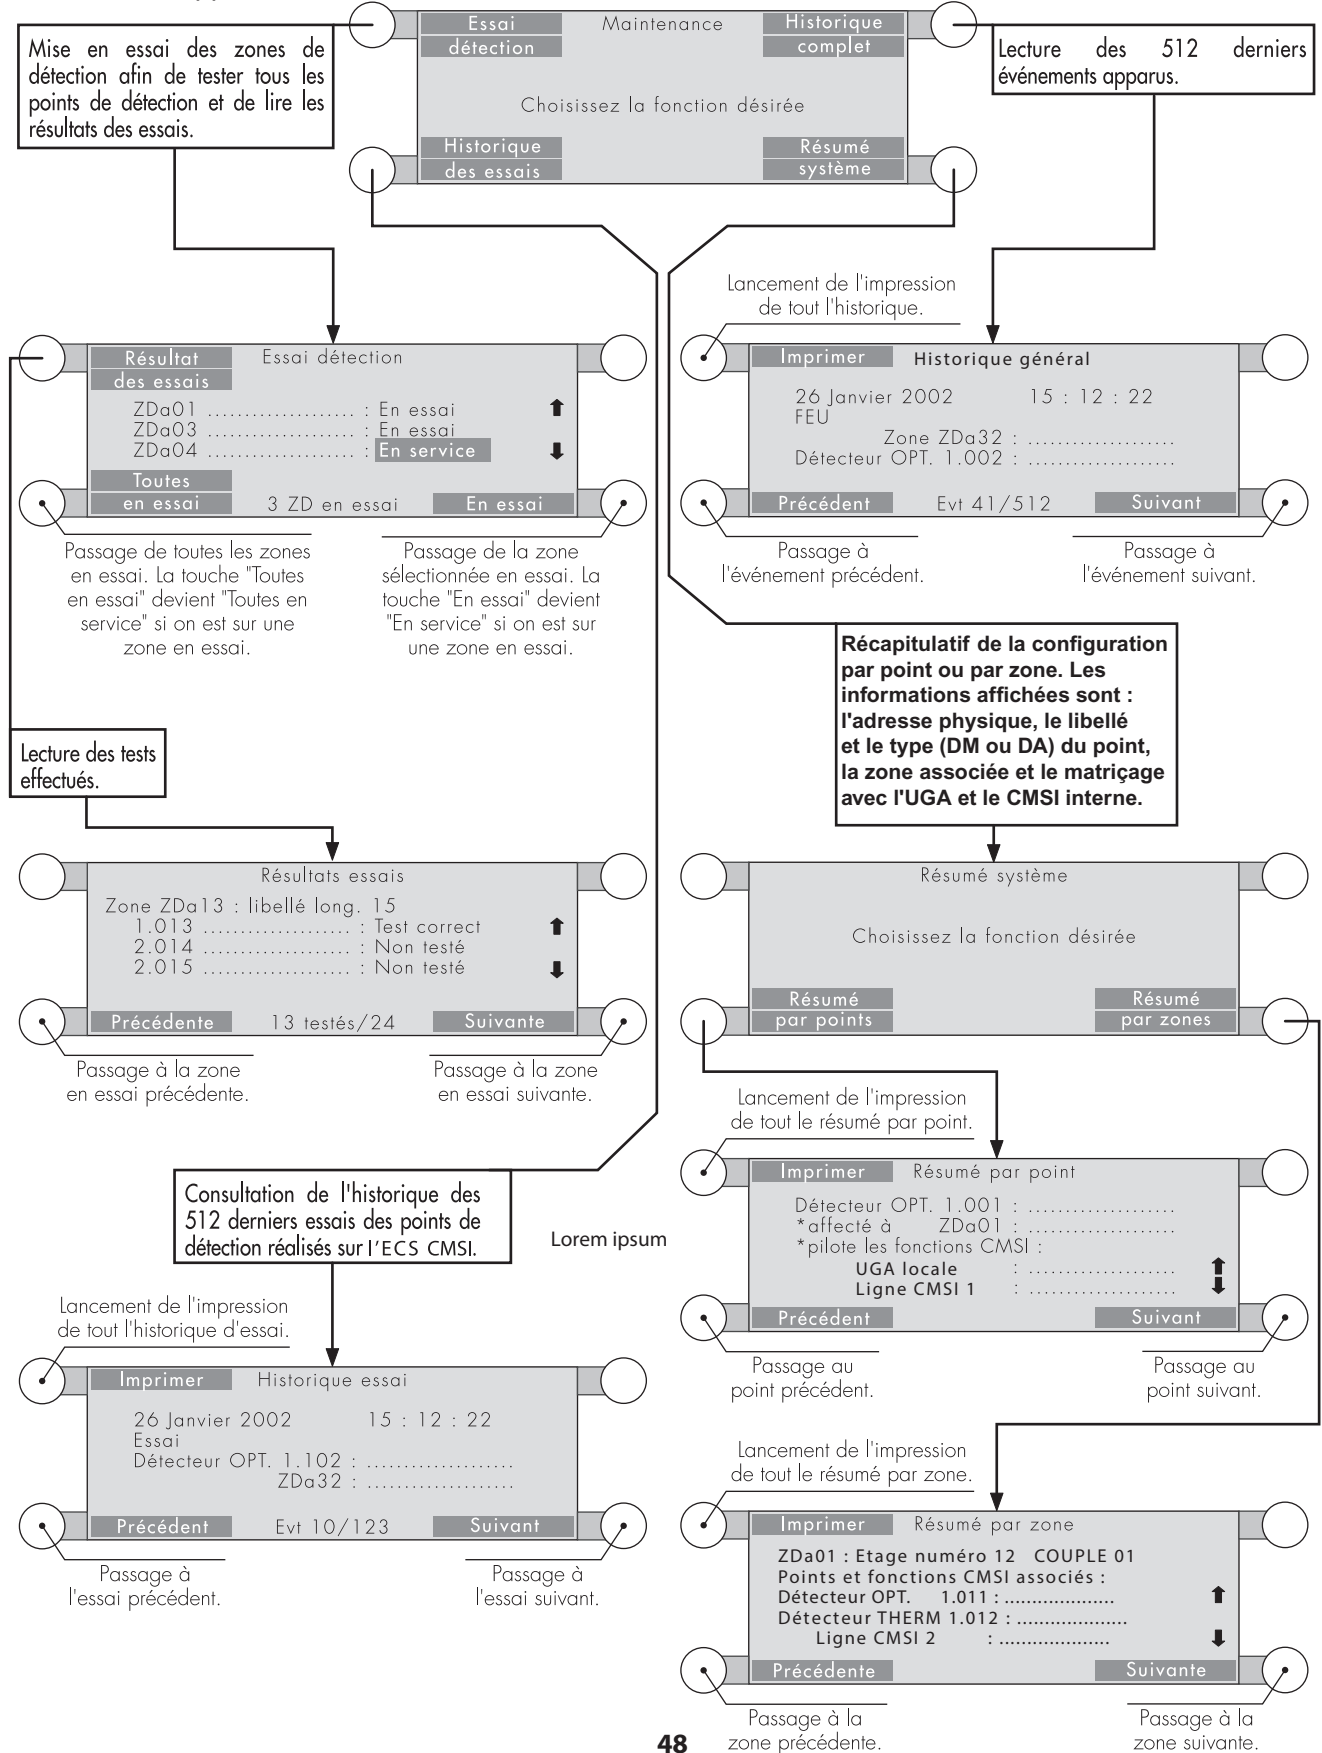 Essai
détection
Maintenance
Historique
complet
Choisissez la fonction désirée
Historique
des essais
Résumé
système
Mise en essai des zones de
détection afin de tester tous les
points de détection et de lire les
résultats des essais.
Lecture des 512 derniers
événements apparus.
Résultat
des essais
Essai détection
ZDa01 .................... : En essai
ZDa03 .................... : En essai
ZDa04 .................... : En service
Toutes
en essai
3 ZD en essai
En essai
Passage de toutes les zones
en essai. La touche "Toutes
en essai" devient "Toutes en
service" si on est sur une
zone en essai.
Passage de la zone
sélectionnée en essai. La
touche "En essai" devient
"En service" si on est sur
une zone en essai.
Lancement de l'impression
de tout l'historique.
Imprimer
Historique général
26 Janvier 2002 15 : 12 : 22
FEU
Zone ZDa32 : ....................
Détecteur OPT. 1.002 : ....................
Précédent
Evt 41/512
Suivant
Passage à
l'événement précédent.
Passage à
l'événement suivant.
Récapitulatif de la configuration
par point ou par zone. Les
informations affichées sont :
l'adresse physique, le libellé
et le type (DM ou DA) du point,
la zone associée et le matriçage
avec l'UGA et le CMSI interne.
Lecture des tests
effectués.
Résultats essais
Zone ZDa13 : libellé long. 15
1.013 .................... : Test correct
2.014 .................... : Non testé
2.015 .................... : Non testé
Précédente
13 testés/24
Suivante
Passage à la zone
en essai précédente.
Passage à la zone
en essai suivante.
Résumé système
Choisissez la fonction désirée
Résumé
par points
Résumé
par zones
Lancement de l'impression
de tout le résumé par point.
Imprimer
Résumé par point
Détecteur OPT. 1.001 : ....................
*affecté à ZDa01 : ....................
*pilote les fonctions CMSI :
UGA locale : ....................
Ligne CMSI 1 : ....................
Précédent
Suivant
Passage au
point précédent.
Passage au
point suivant.
Consultation de l'historique des
512 derniers essais des points de
détection réalisés sur l'ECS CMSI.
Lorem ipsum
Lancement de l'impression
de tout l'historique d'essai.
Imprimer
Historique essai
26 Janvier 2002 15 : 12 : 22
Essai
Détecteur OPT. 1.102 : ....................
ZDa32 : ....................
Précédent
Evt 10/123
Suivant
Passage à
l'essai précédent.
Passage à
l'essai suivant.
Lancement de l'impression
de tout le résumé par zone.
Imprimer
Résumé par zone
ZDa01 : Etage numéro 12 COUPLE 01
Points et fonctions CMSI associés :
Détecteur OPT. 1.011 : ....................
Détecteur THERM 1.012 : ....................
Ligne CMSI 2 : ....................
Précédente
Suivante
Passage à la
zone précédente.
Passage à la
zone suivante.
48